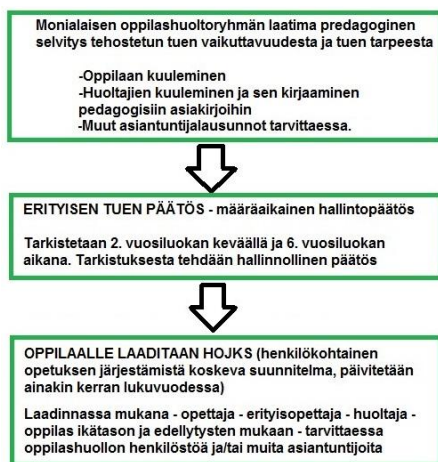 Monialaisen oppilashuoltoryhmän laatima predagoginen
selvitys tehostetun tuen vaikuttavuudesta ja tuen tarpeesta
-Oppilaan kuuleminen
-Huoltajien kuuleminen ja sen kirjaaminen
pedagogisiin asiakirjoihin
-Muut asiantuntijalausunnot tarvittaessa.
ERITYISEN TUEN PÄÄTÖS - määräaikainen hallintopäätös
Tarkistetaan 2. vuosiluokan keväällä ja 6. vuosiluokan
aikana. Tarkistuksesta tehdään hallinnollinen päätös
OPPILAALLE LAADITAAN HOJKS (henkilökohtainen
opetuksen järjestämistä koskeva suunnitelma, päivitetään
ainakin kerran lukuvuodessa)
Laadinnassa mukana - opettaja - erityisopettaja - huoltaja -
oppilas ikätason ja edellytysten mukaan - tarvittaessa
oppilashuollon henkilöstöä ja/tai muita asiantuntijoita